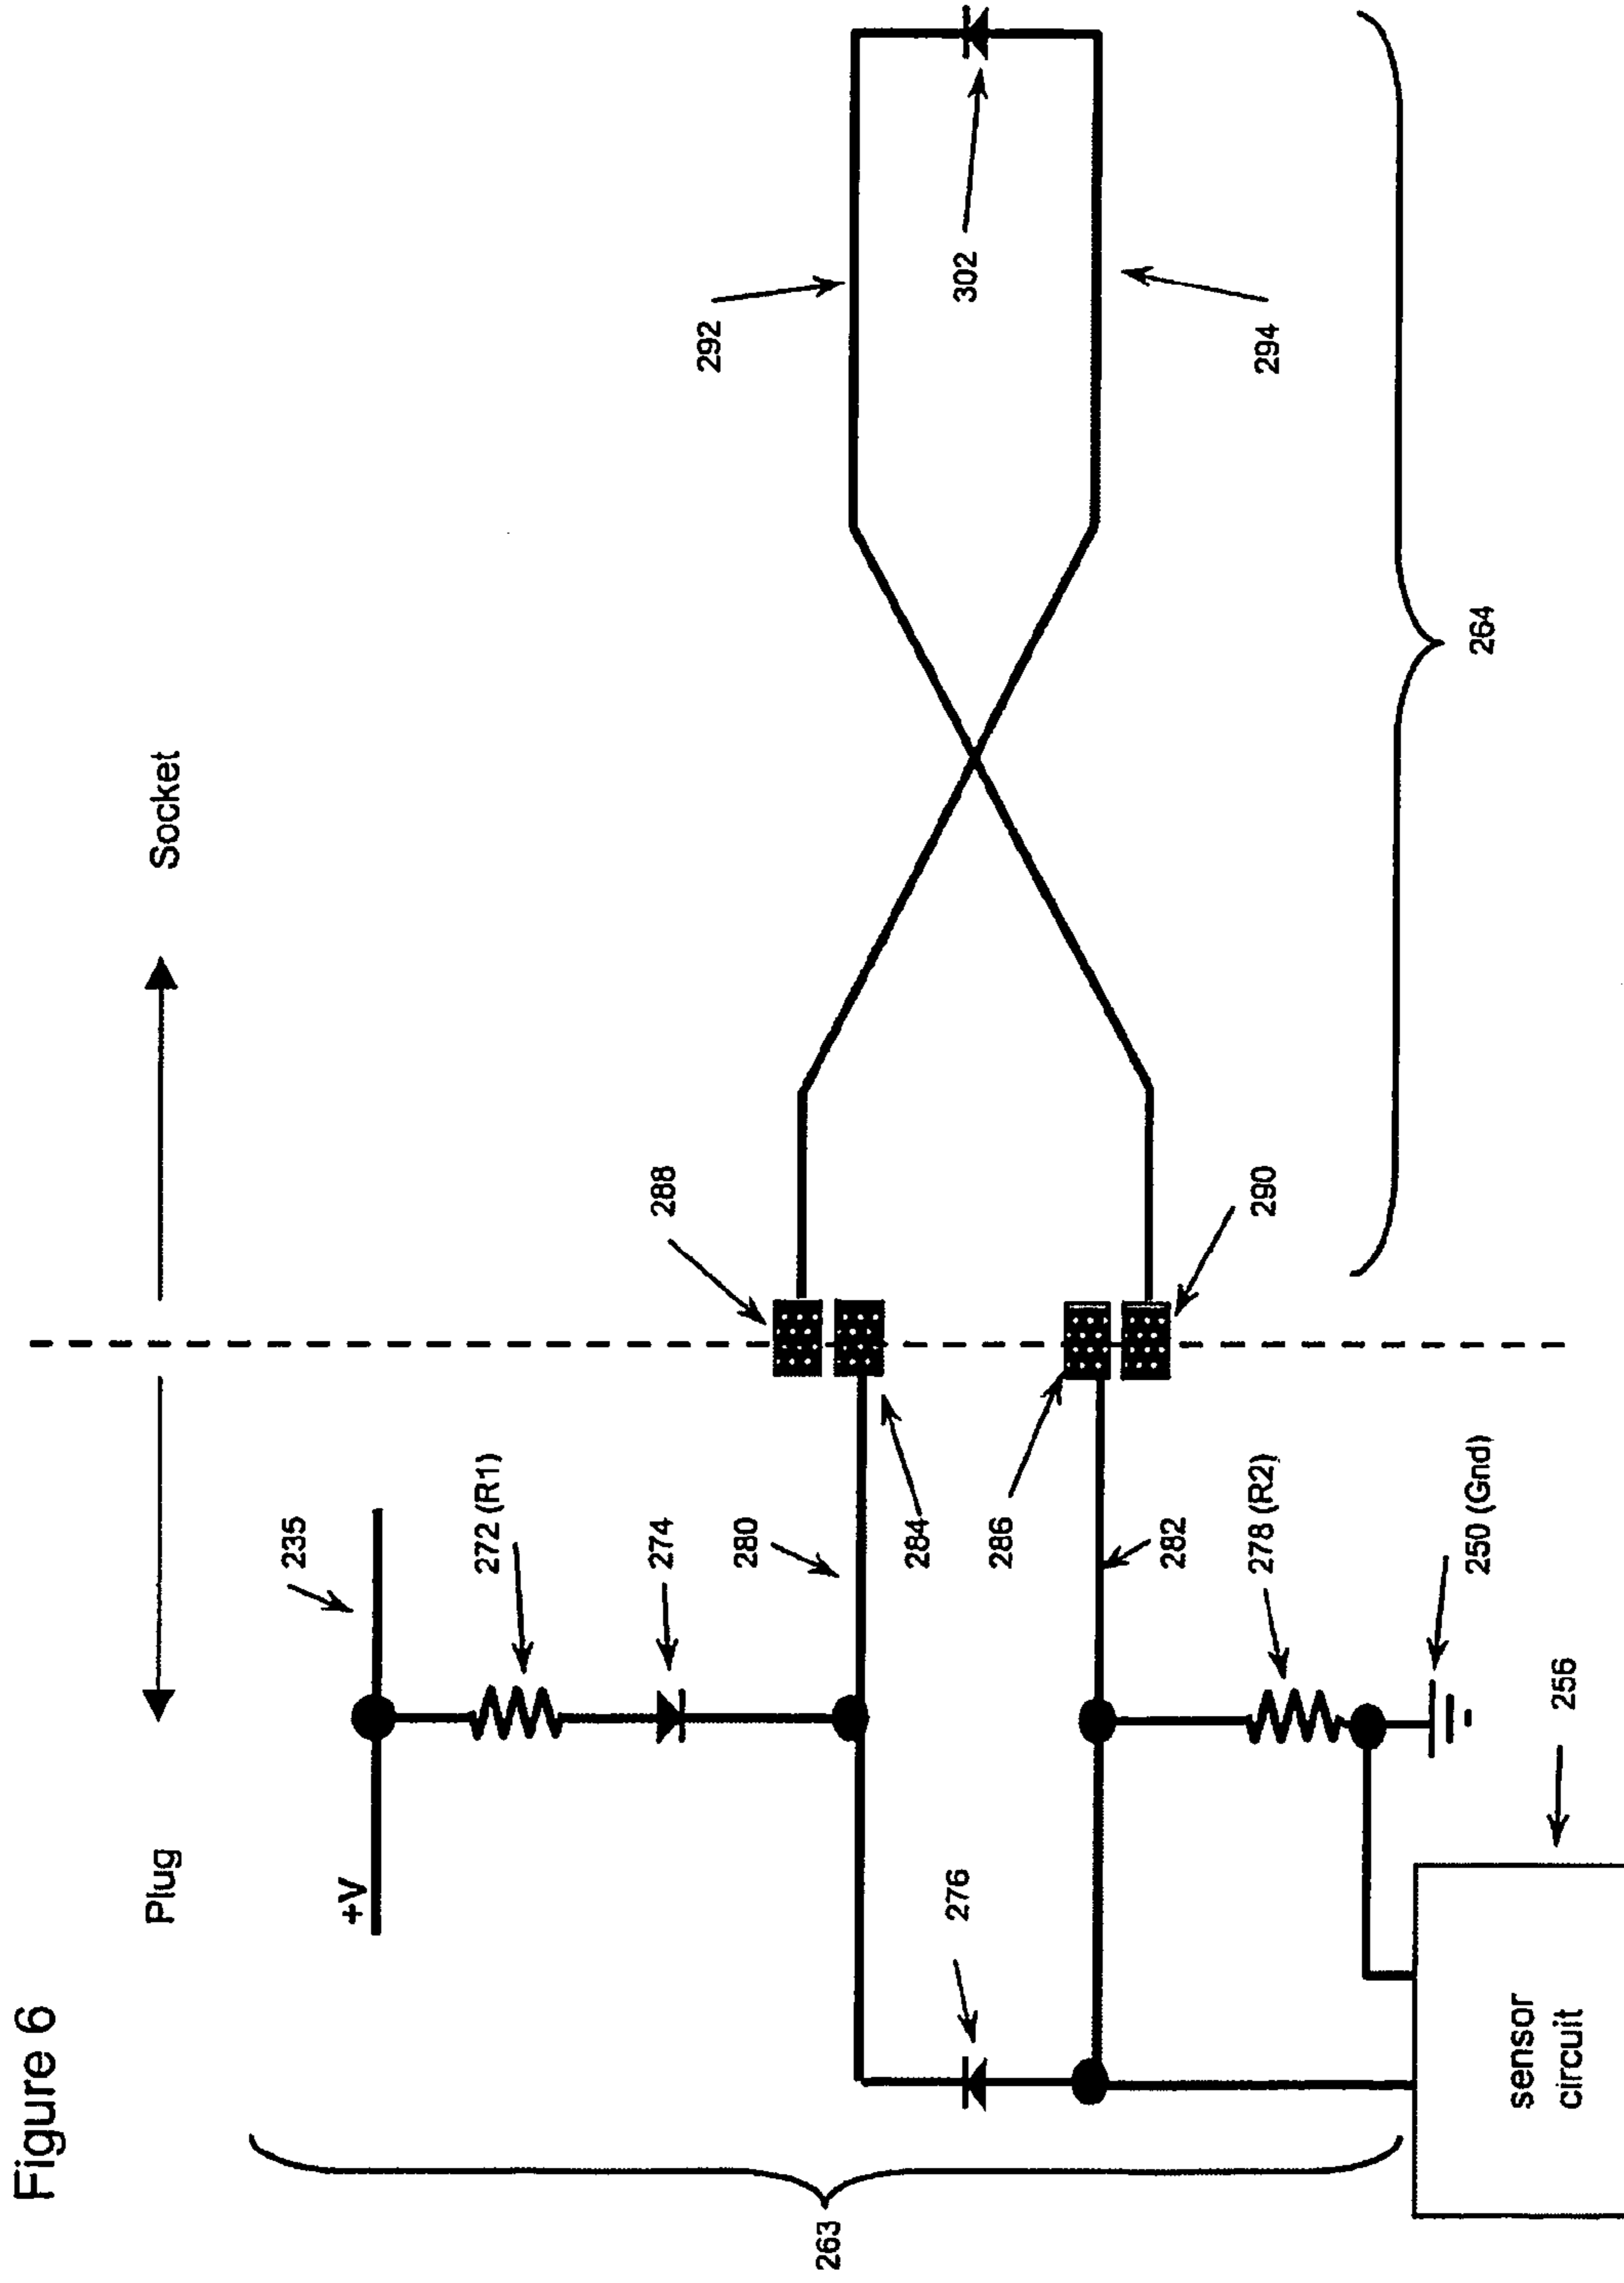 Figure 6
Plug
Socket
235
+V
272 (R1)
274
288
292
280
263
284
276
302
286
282
278 (R2)
290
294
250 (Gnd)
264
sensor
circuit
256